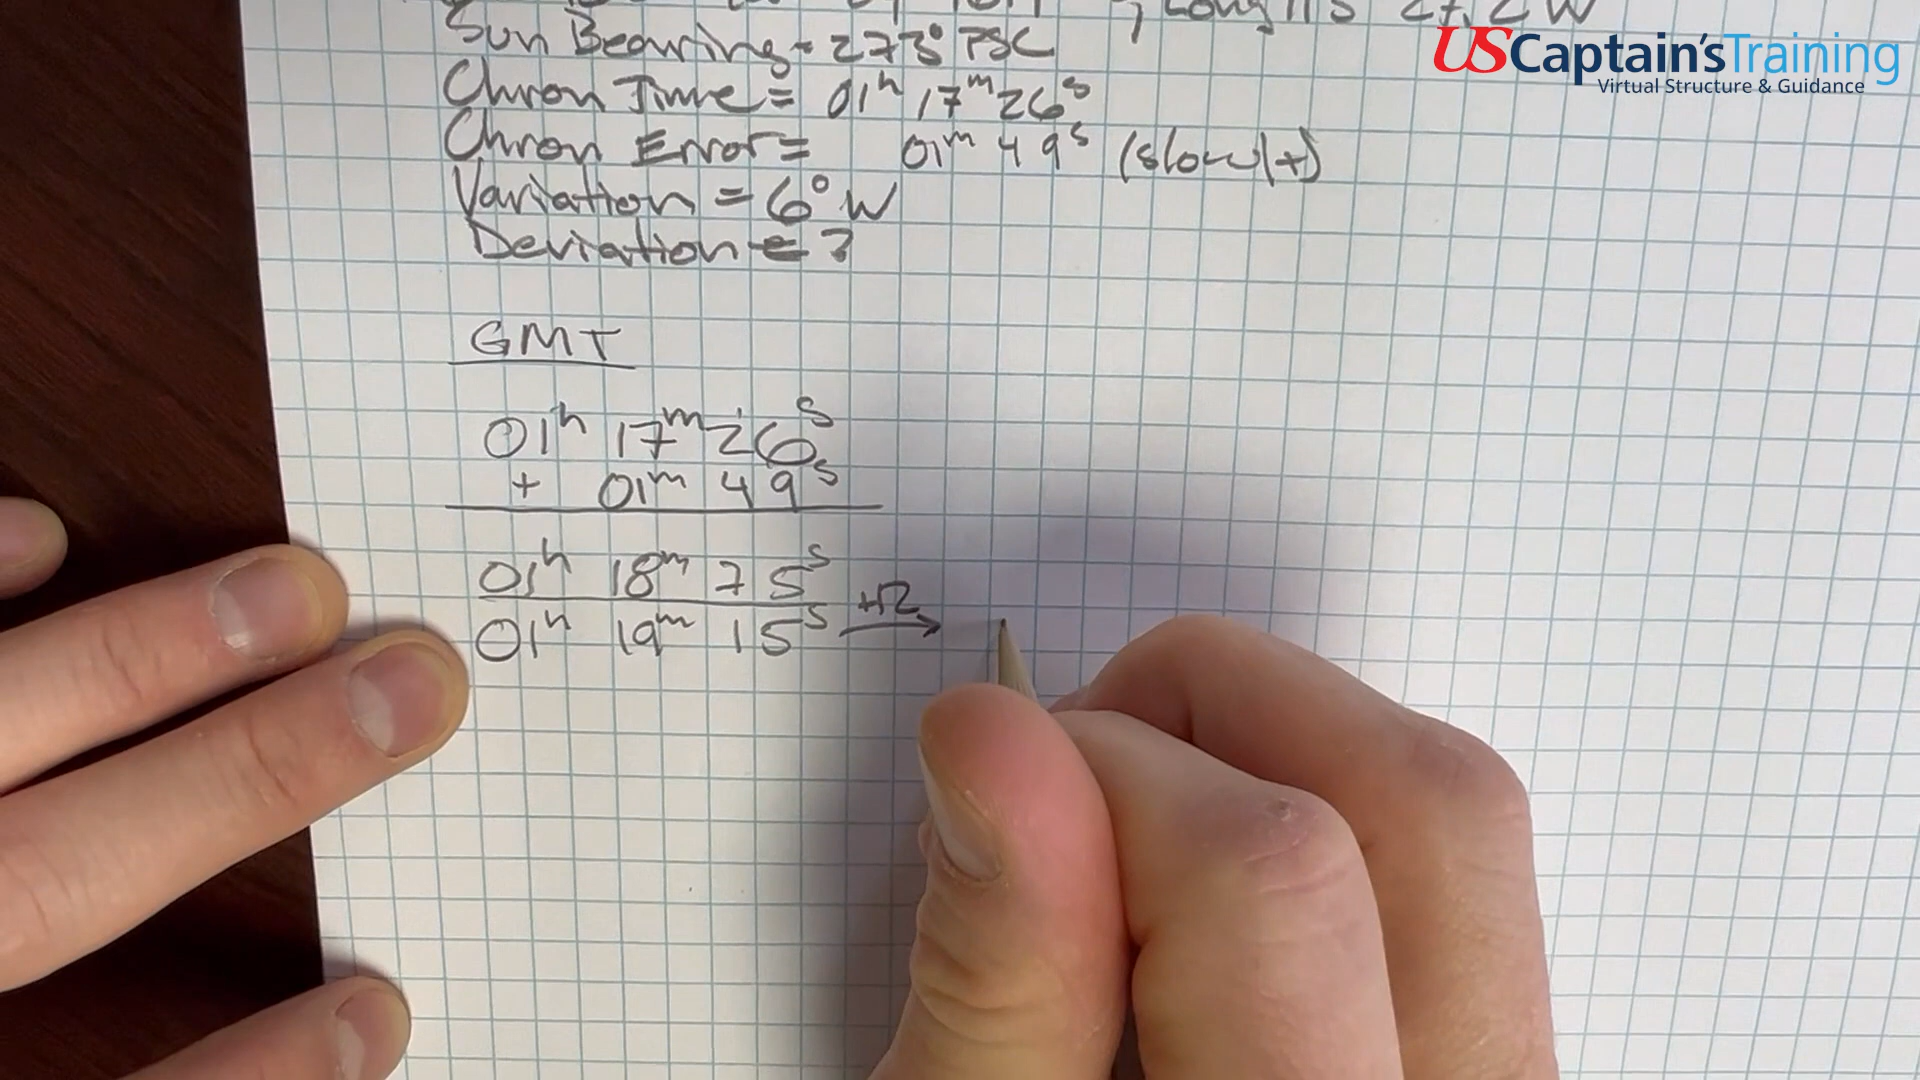 USCaptain'sTraining
Virtual Structure & Guidance
Sun Bearing = 273° PSC
Chron Time = 01h 17m 26s
Chron Error = 01m 49s (slow/+)
Variation = 6° W
Deviation = ?
GMT
01h 17m 26s
+ 01m 49s
01h 18m 75s
01h 19m 15s +12 →